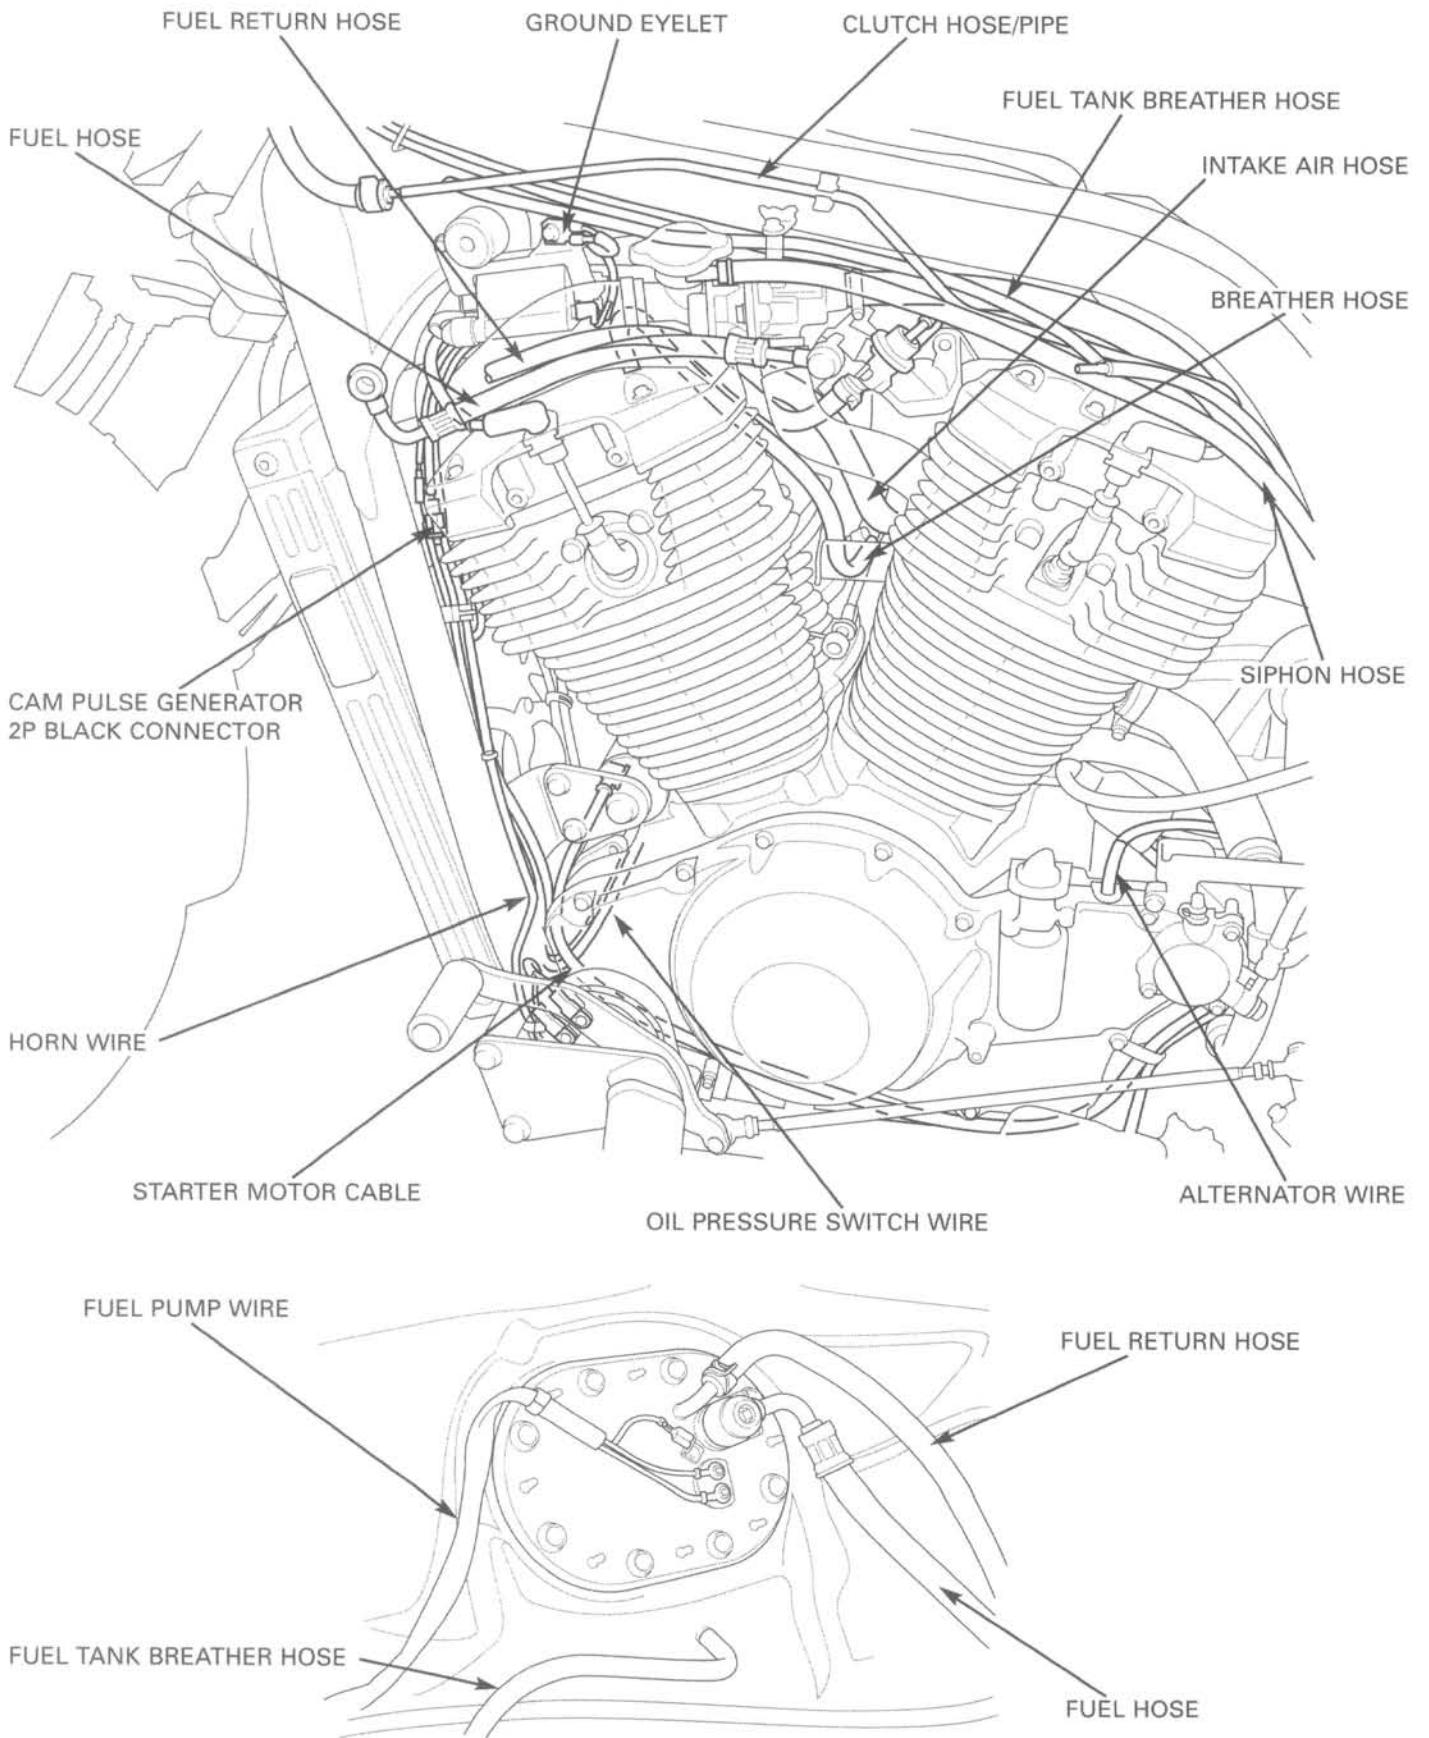 FUEL RETURN HOSE
GROUND EYELET
CLUTCH HOSE/PIPE
FUEL TANK BREATHER HOSE
FUEL HOSE
INTAKE AIR HOSE
BREATHER HOSE
SIPHON HOSE
CAM PULSE GENERATOR
2P BLACK CONNECTOR
HORN WIRE
STARTER MOTOR CABLE
ALTERNATOR WIRE
OIL PRESSURE SWITCH WIRE
FUEL PUMP WIRE
FUEL RETURN HOSE
FUEL TANK BREATHER HOSE
FUEL HOSE